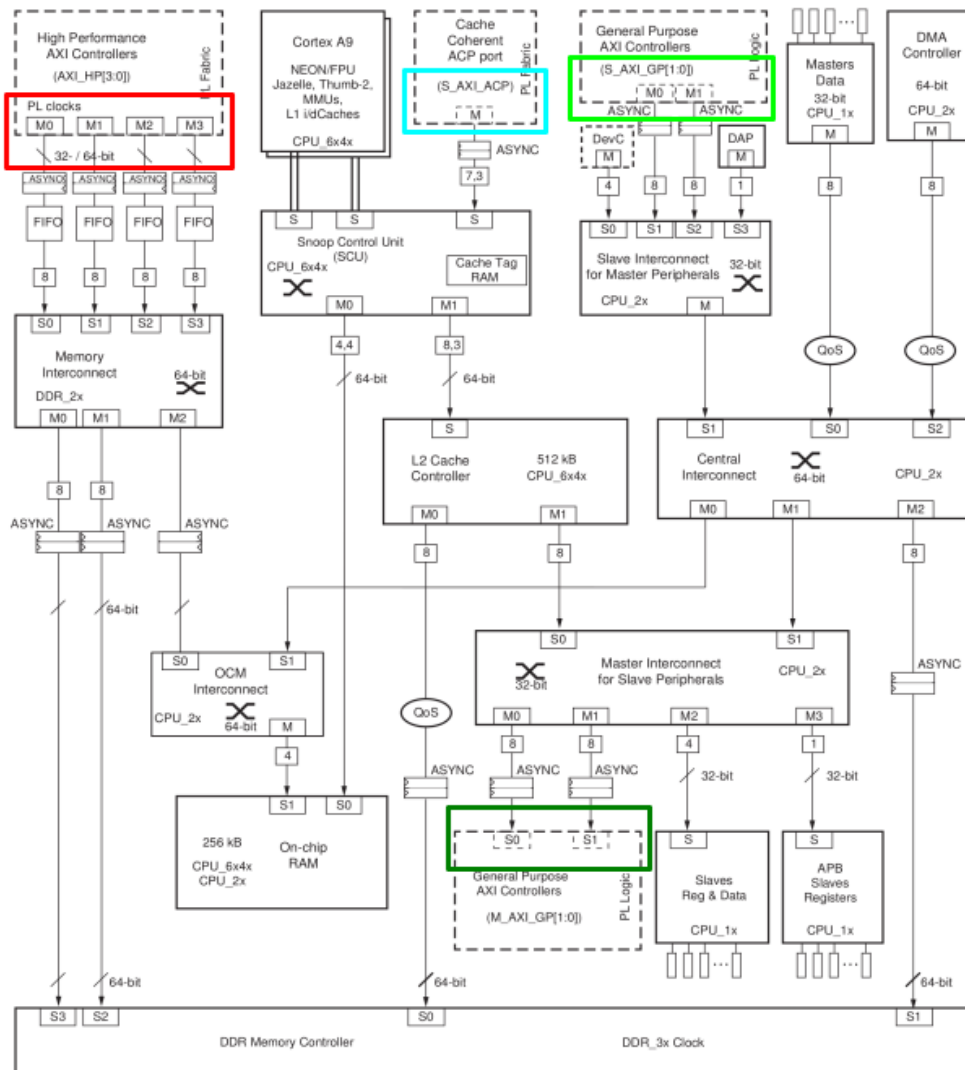 High Performance
AXI Controllers
(AXI_HP[3:0])
PL Fabric
PL clocks
M0 M1 M2 M3
32- / 64-bit
ASYNC ASYNC ASYNC ASYNC
FIFO FIFO FIFO FIFO
8 8 8 8
S0 S1 S2 S3
Memory
Interconnect
64-bit
DDR_2x
M0 M1 M2
8 8
ASYNC ASYNC ASYNC
64-bit
Cortex A9
NEON/FPU
Jazelle, Thumb-2,
MMUs,
L1 i/dCaches
CPU_6x4x
Cache
Coherent
ACP port
(S_AXI_ACP)
PL Fabric
M
ASYNC
7,3
S S S
Snoop Control Unit
(SCU)
CPU_6x4x
Cache Tag
RAM
M0 M1
4,4 8,3
64-bit 64-bit
General Purpose
AXI Controllers
(S_AXI_GP[1:0])
PL Logic
M0 M1
ASYNC ASYNC
DevC
M
DAP
M
4 8 8 1
S0 S1 S2 S3
Slave Interconnect
for Master Peripherals
32-bit
CPU_2x
M
Masters
Data
32-bit
CPU_1x
M
8
QoS
DMA
Controller
64-bit
CPU_2x
M
8
QoS
S
L2 Cache
Controller
512 kB
CPU_6x4x
M0 M1
8 8
S1 S0 S2
Central
Interconnect
64-bit
CPU_2x
M0 M1 M2
8
S0 S1
OCM
Interconnect
CPU_2x
64-bit
M
4
QoS
ASYNC
S0 S1
Master Interconnect
for Slave Peripherals
32-bit
CPU_2x
M0 M1 M2 M3
8 8 4 1
ASYNC ASYNC
32-bit 32-bit
ASYNC
S1 S0
256 kB
On-chip
RAM
CPU_6x4x
CPU_2x
S0 S1
General Purpose
AXI Controllers
(M_AXI_GP[1:0])
PL Logic
S
Slaves
Reg & Data
CPU_1x
S
APB
Slaves
Registers
CPU_1x
64-bit 64-bit 64-bit
S3 S2 S0 S1
DDR Memory Controller DDR_3x Clock